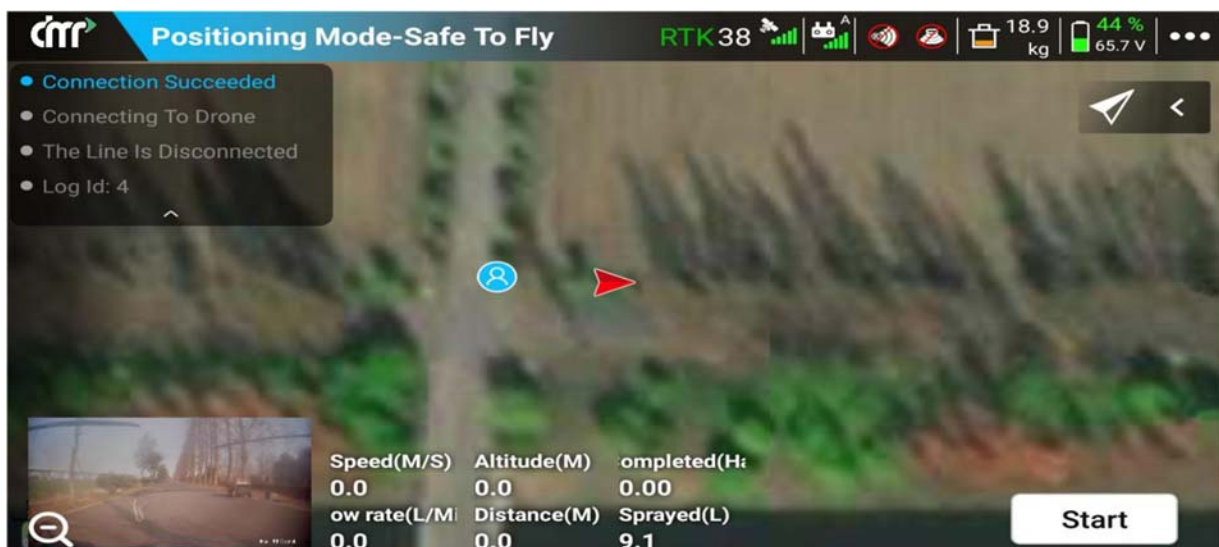 Positioning Mode-Safe To Fly
RTK 38
A
18.9
kg
44 %
65.7 V
Connection Succeeded
Connecting To Drone
The Line Is Disconnected
Log Id: 4
Speed(M/S) Altitude(M) ompleted(Ha
0.0 0.0 0.00
ow rate(L/Mi Distance(M) Sprayed(L)
0.0 0.0 9.1
Start